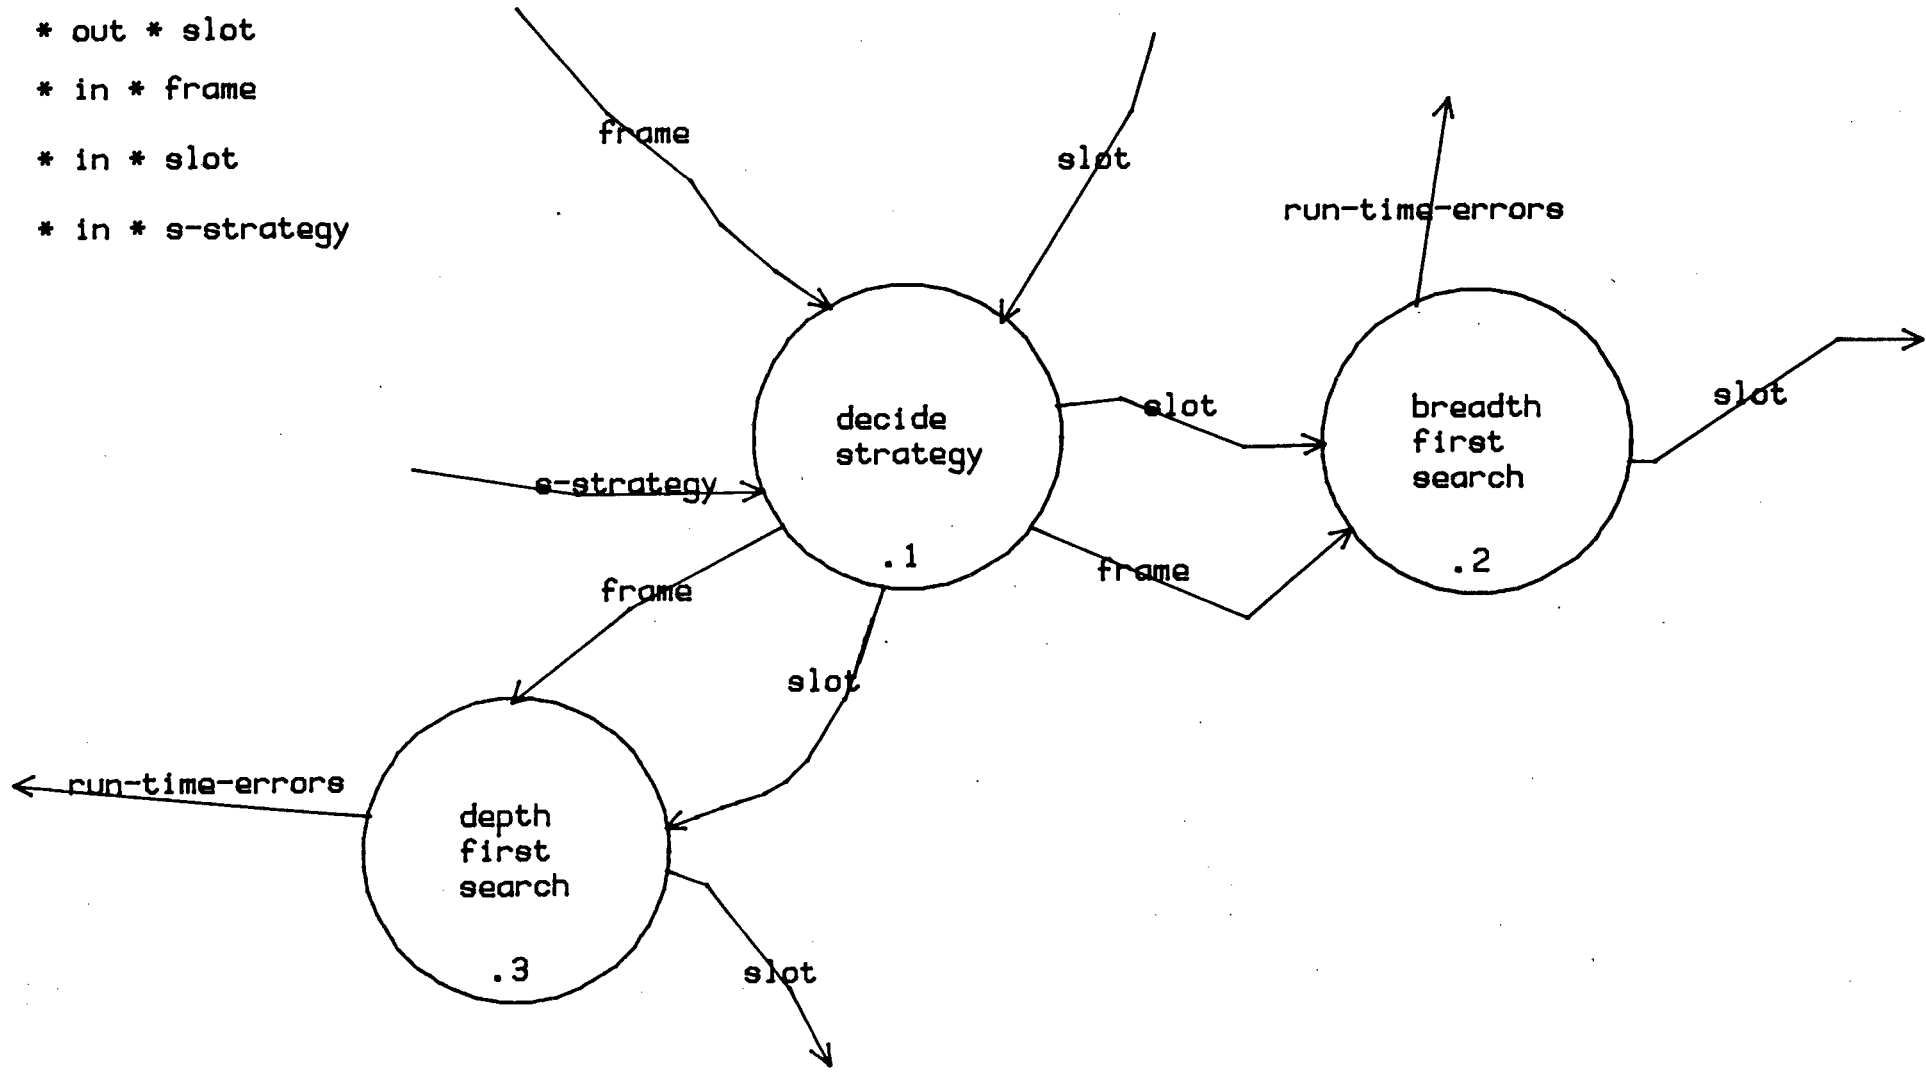 * out * slot
* in * frame
* in * slot
* in * s-strategy
frame
slot
run-time-errors
decide
strategy
.1
slot
breadth
first
search
.2
slot
s-strategy
frame
frame
slot
run-time-errors
depth
first
search
.3
slot